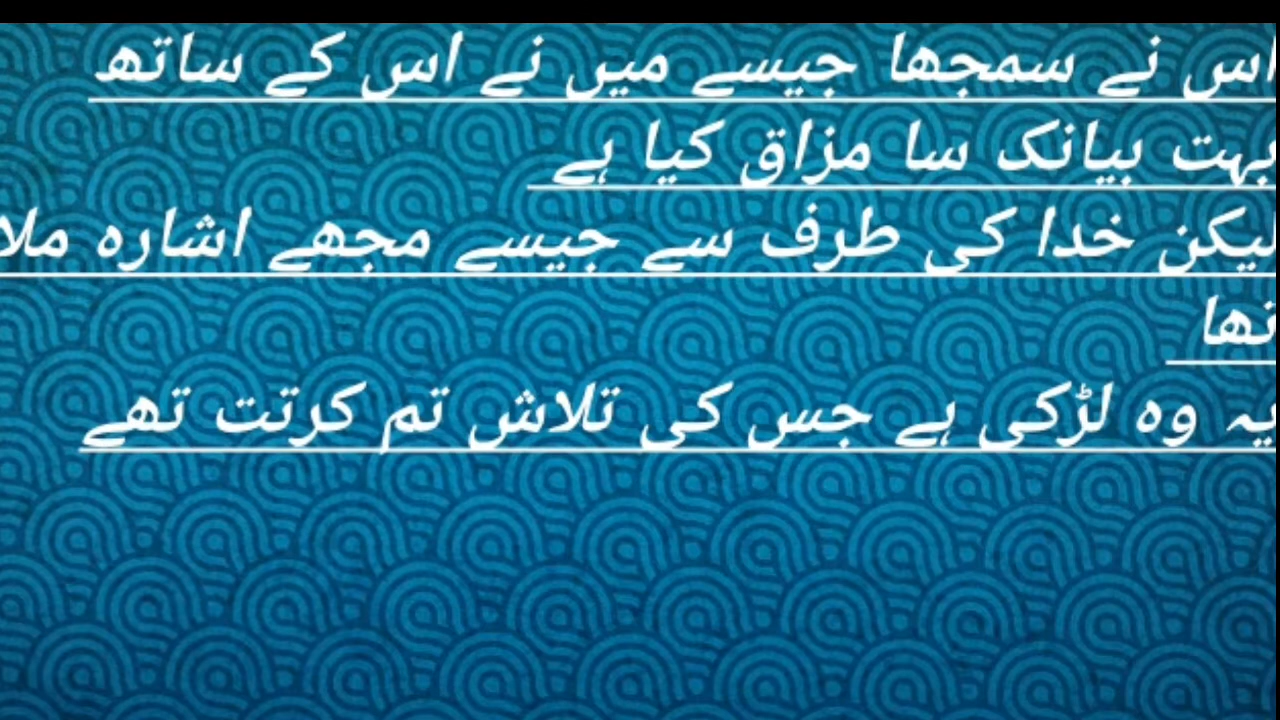 اس نے سمجھا جیسے میں نے اس کے ساتھ
بہت بیانک سا مزاق کیا ہے
لیکن خدا کی طرف سے جیسے مجھے اشارہ ملا
تھا
یہ وہ لڑکی ہے جس کی تلاش تم کرتت تھے